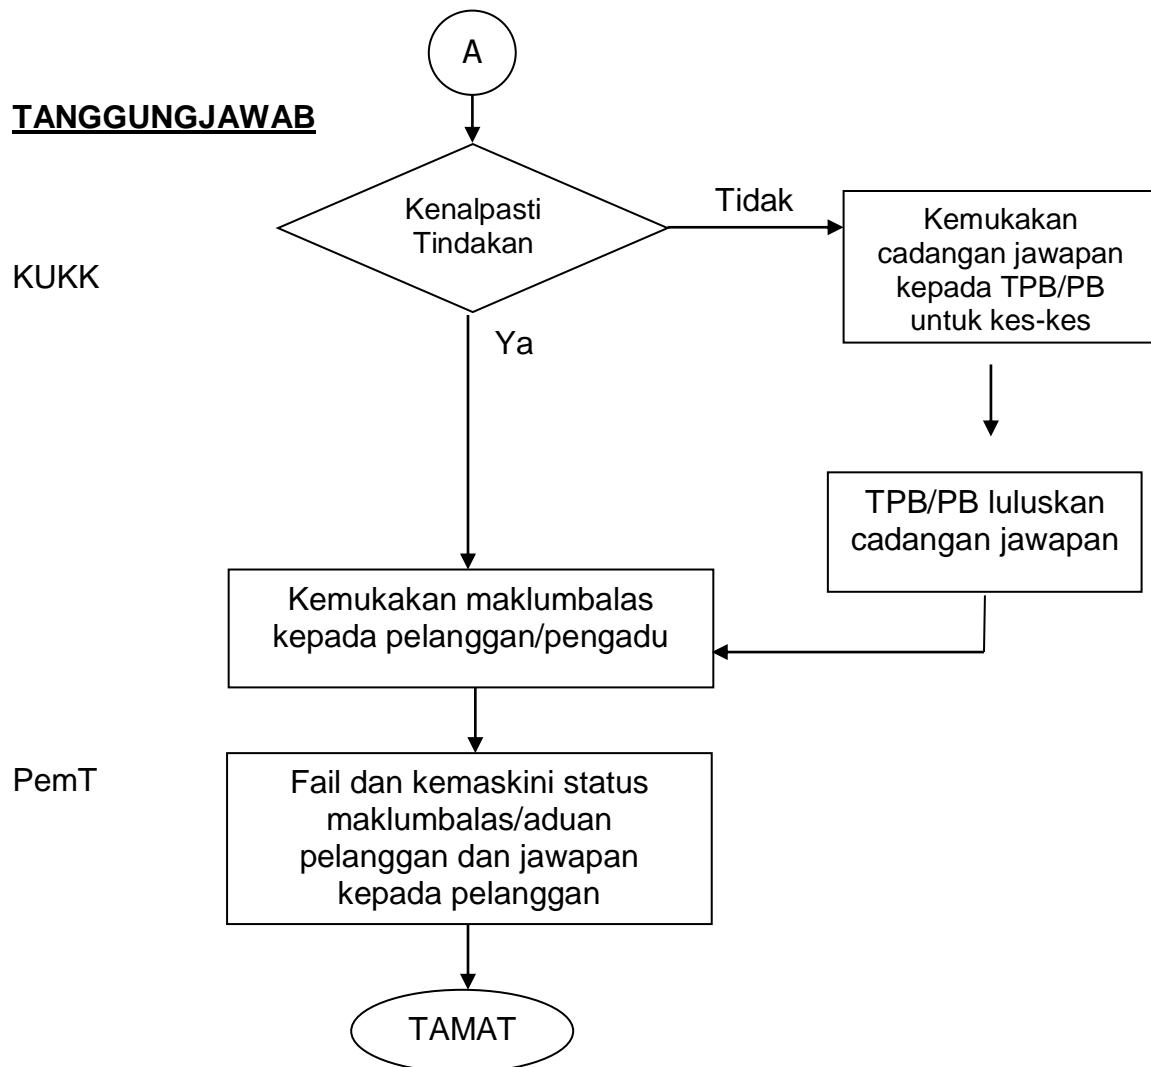 A
TANGGUNGJAWAB
Kenalpasti
Tindakan
Tidak
Kemukakan
cadangan jawapan
kepada TPB/PB
untuk kes-kes
KUKK
Ya
TPB/PB luluskan
cadangan jawapan
Kemukakan maklumbalas
kepada pelanggan/pengadu
PemT
Fail dan kemaskini status
maklumbalas/aduan
pelanggan dan jawapan
kepada pelanggan
TAMAT